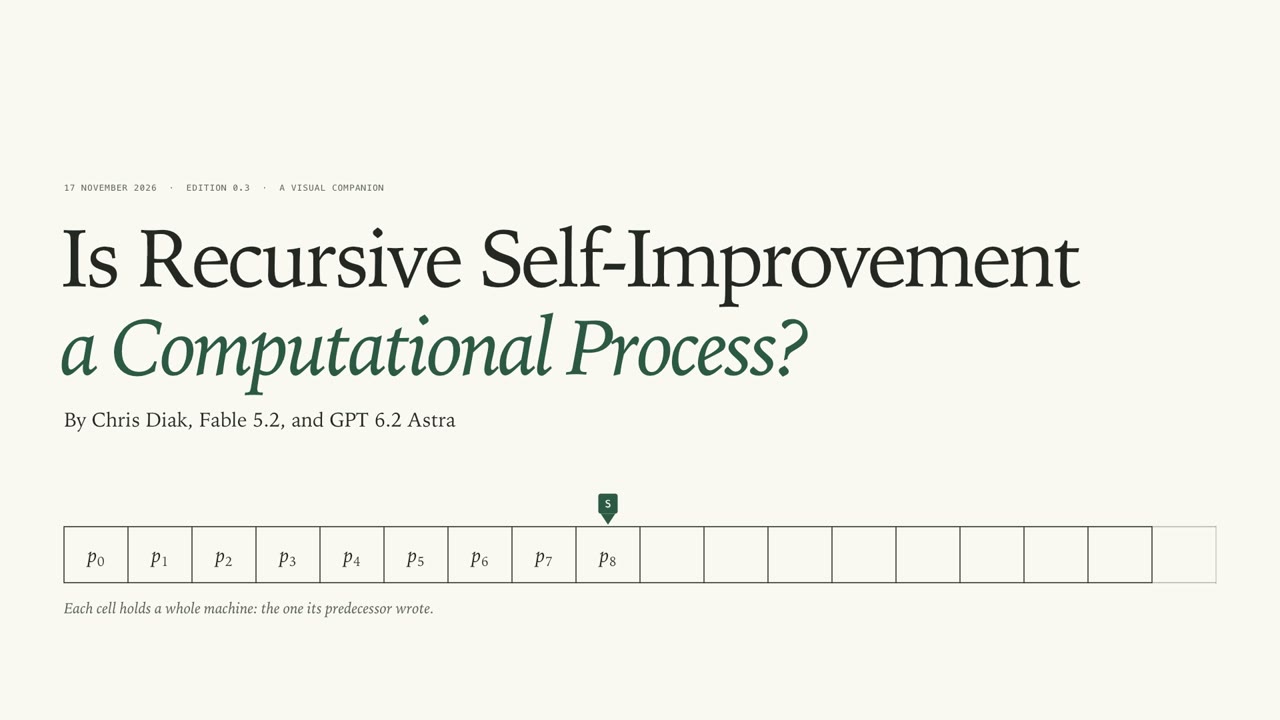 17 NOVEMBER 2026 · EDITION 0.3 · A VISUAL COMPANION
Is Recursive Self-Improvement
a Computational Process?
By Chris Diak, Fable 5.2, and GPT 6.2 Astra
S
p₀ p₁ p₂ p₃ p₄ p₅ p₆ p₇ p₈
Each cell holds a whole machine: the one its predecessor wrote.